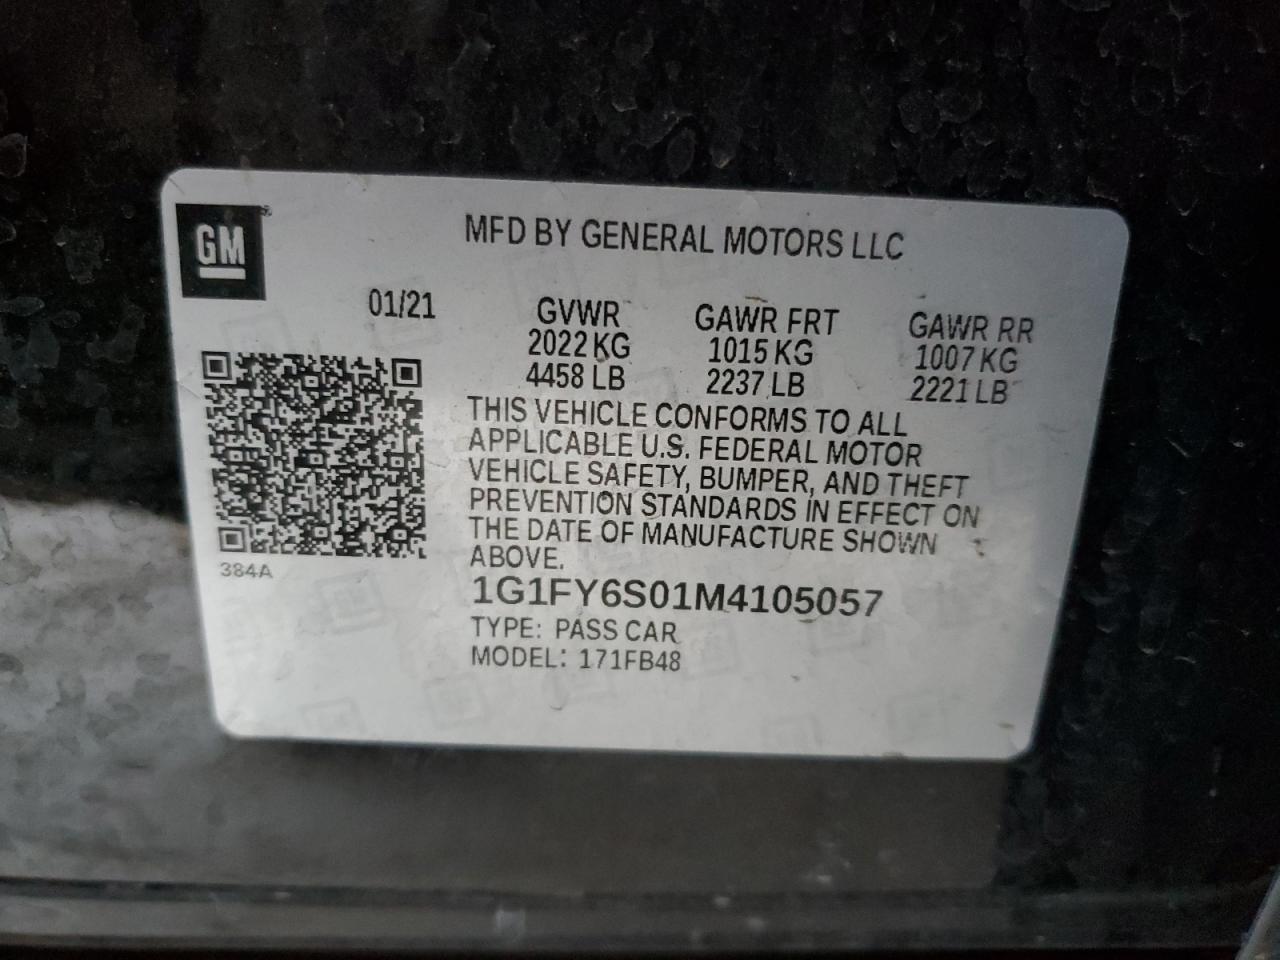 GM
MFD BY GENERAL MOTORS LLC
01/21
GVWR GAWR FRT GAWR RR
2022 KG 1015 KG 1007 KG
4458 LB 2237 LB 2221 LB
THIS VEHICLE CONFORMS TO ALL
APPLICABLE U.S. FEDERAL MOTOR
VEHICLE SAFETY, BUMPER, AND THEFT
PREVENTION STANDARDS IN EFFECT ON
THE DATE OF MANUFACTURE SHOWN
ABOVE.
384A
1G1FY6S01M4105057
TYPE: PASS CAR
MODEL: 171FB48